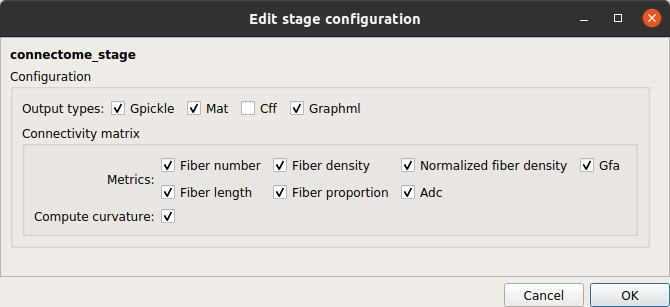 Edit stage configuration
connectome_stage
Configuration
Output types: Gpickle Mat Cff Graphml
Connectivity matrix
Fiber number Fiber density Normalized fiber density Gfa
Metrics:
Fiber length Fiber proportion Adc
Compute curvature:
Cancel OK